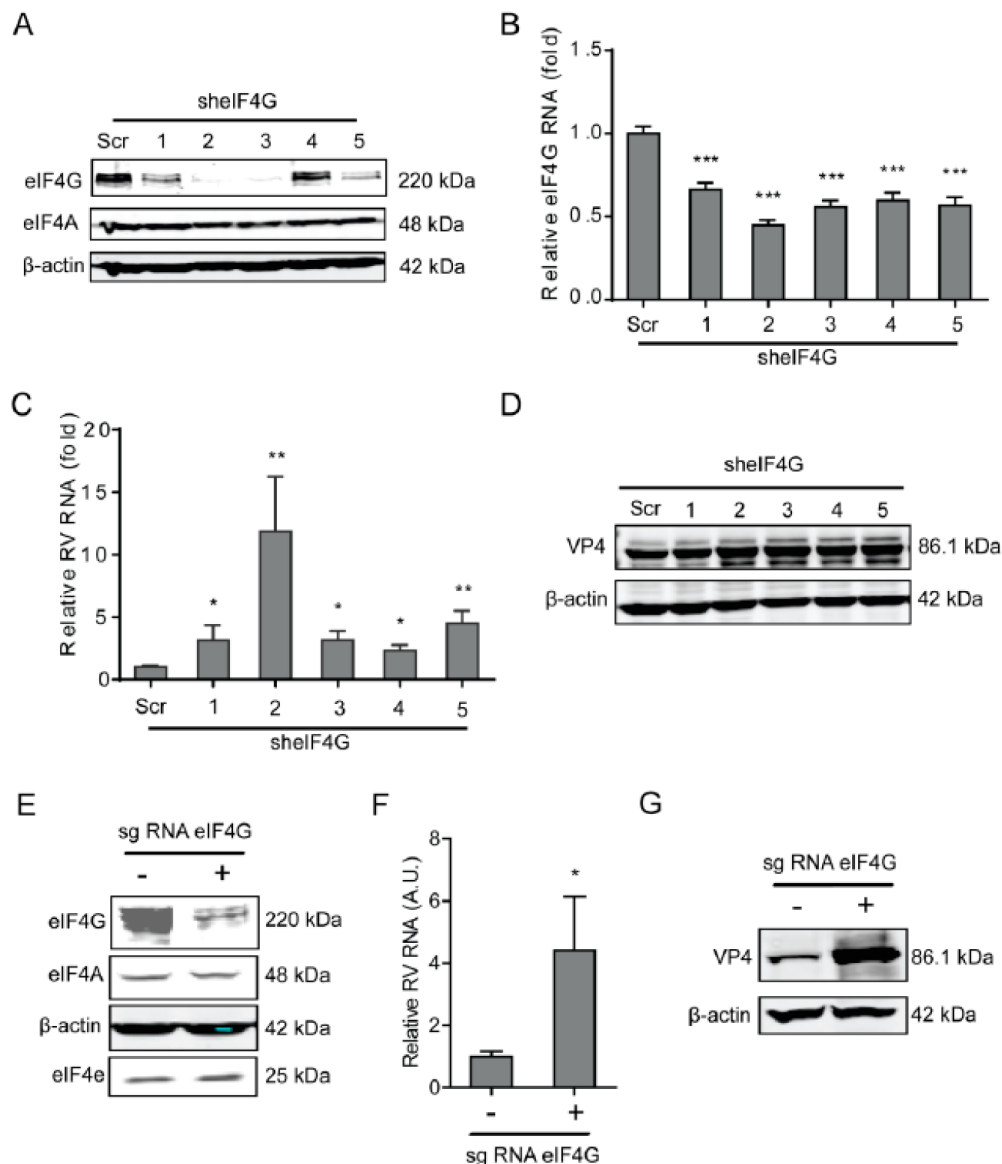 A
sheIF4G
Scr 1 2 3 4 5
eIF4G 220 kDa
eIF4A 48 kDa
β-actin 42 kDa
B
Relative eIF4G RNA (fold)
1.5
1.0
0.5
0.0
*** *** *** *** ***
Scr 1 2 3 4 5
sheIF4G
C
Relative RV RNA (fold)
20
15
10
5
0
* ** * * **
Scr 1 2 3 4 5
sheIF4G
D
sheIF4G
Scr 1 2 3 4 5
VP4 86.1 kDa
β-actin 42 kDa
E
sg RNA eIF4G
- +
eIF4G 220 kDa
eIF4A 48 kDa
β-actin 42 kDa
eIF4e 25 kDa
F
Relative RV RNA (A.U.)
8
6
4
2
0
*
- +
sg RNA eIF4G
G
sg RNA eIF4G
- +
VP4 86.1 kDa
β-actin 42 kDa